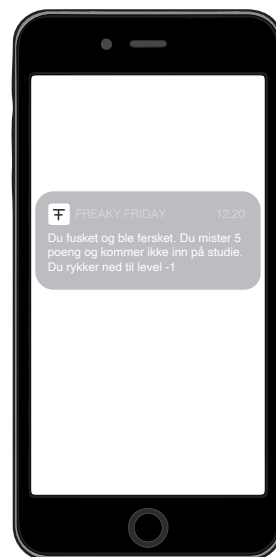 FREAKY FRIDAY 12.20
Du fusket og ble fersket. Du mister 5
poeng og kommer ikke inn på studie.
Du rykker ned til level -1